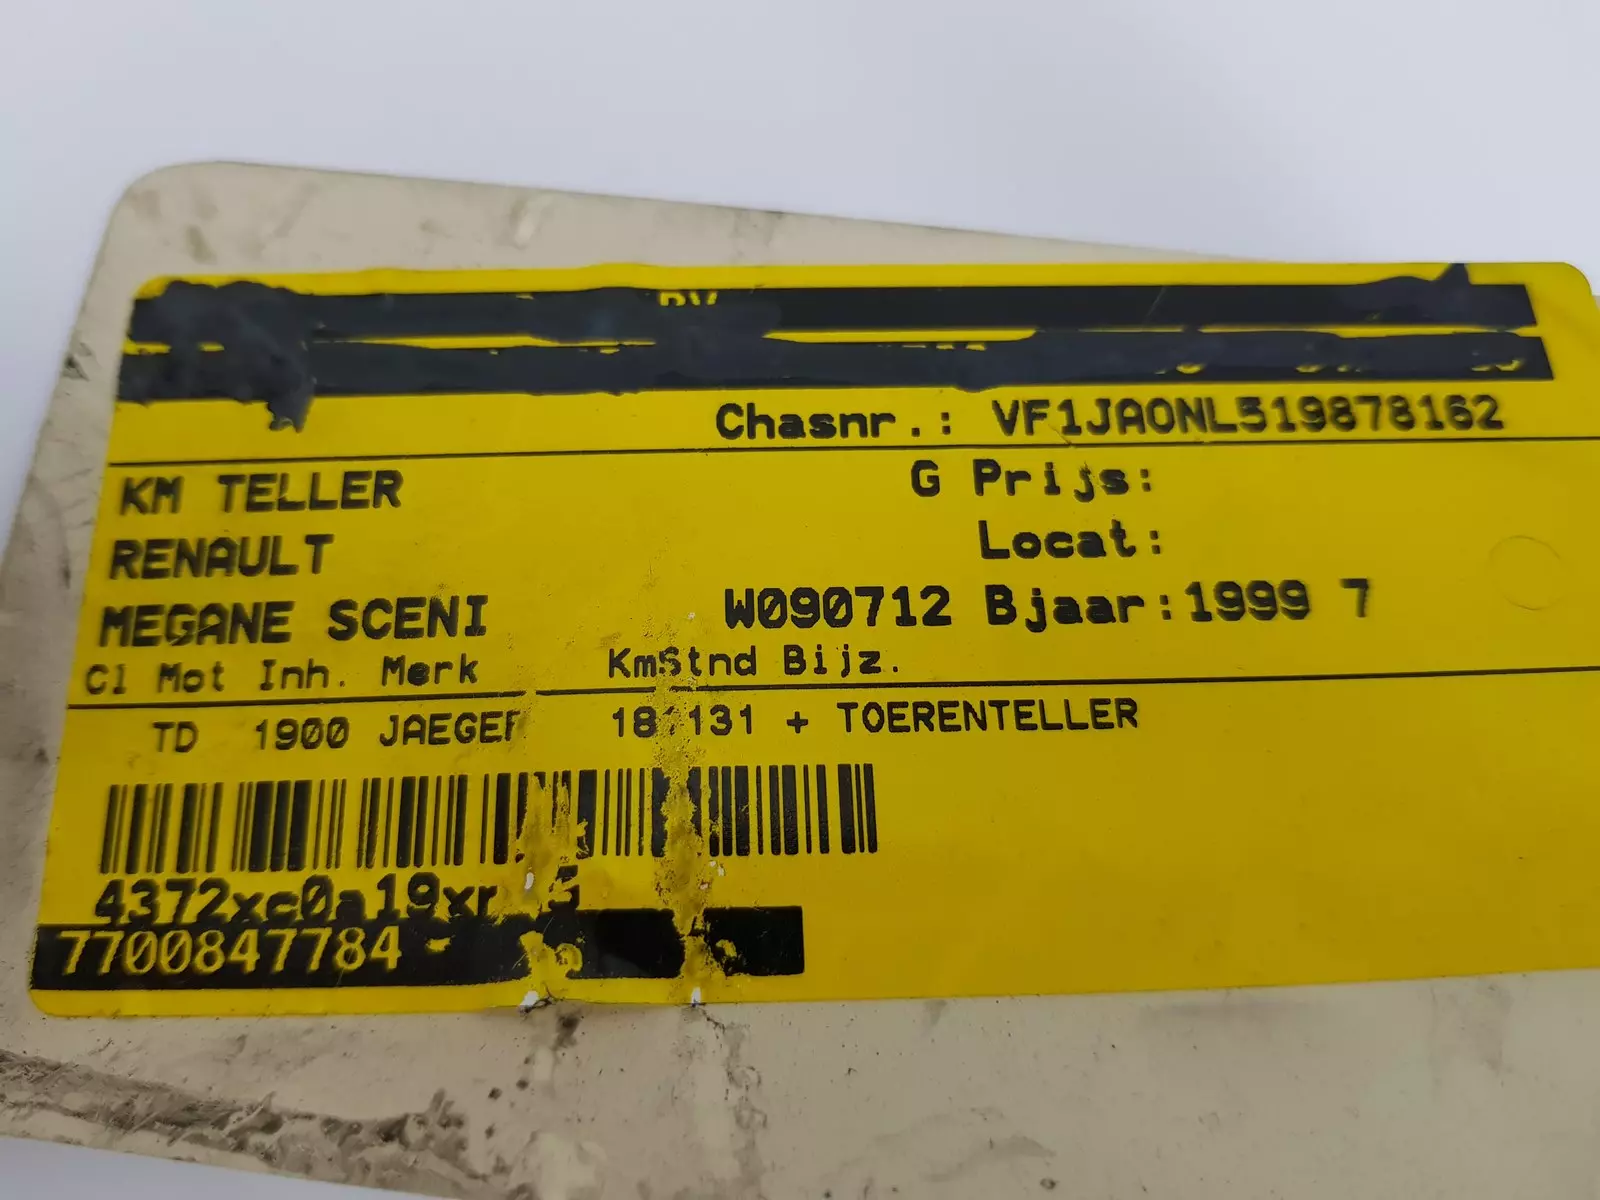 BV
Chasnr.: VF1JA0NL519878162
KM TELLER G Prijs:
RENAULT Locat:
MEGANE SCENI W090712 Bjaar:1999 7
Cl Mot Inh. Merk KmStnd Bijz.
TD 1900 JAEGER + TOERENTELLER
7700847784 -